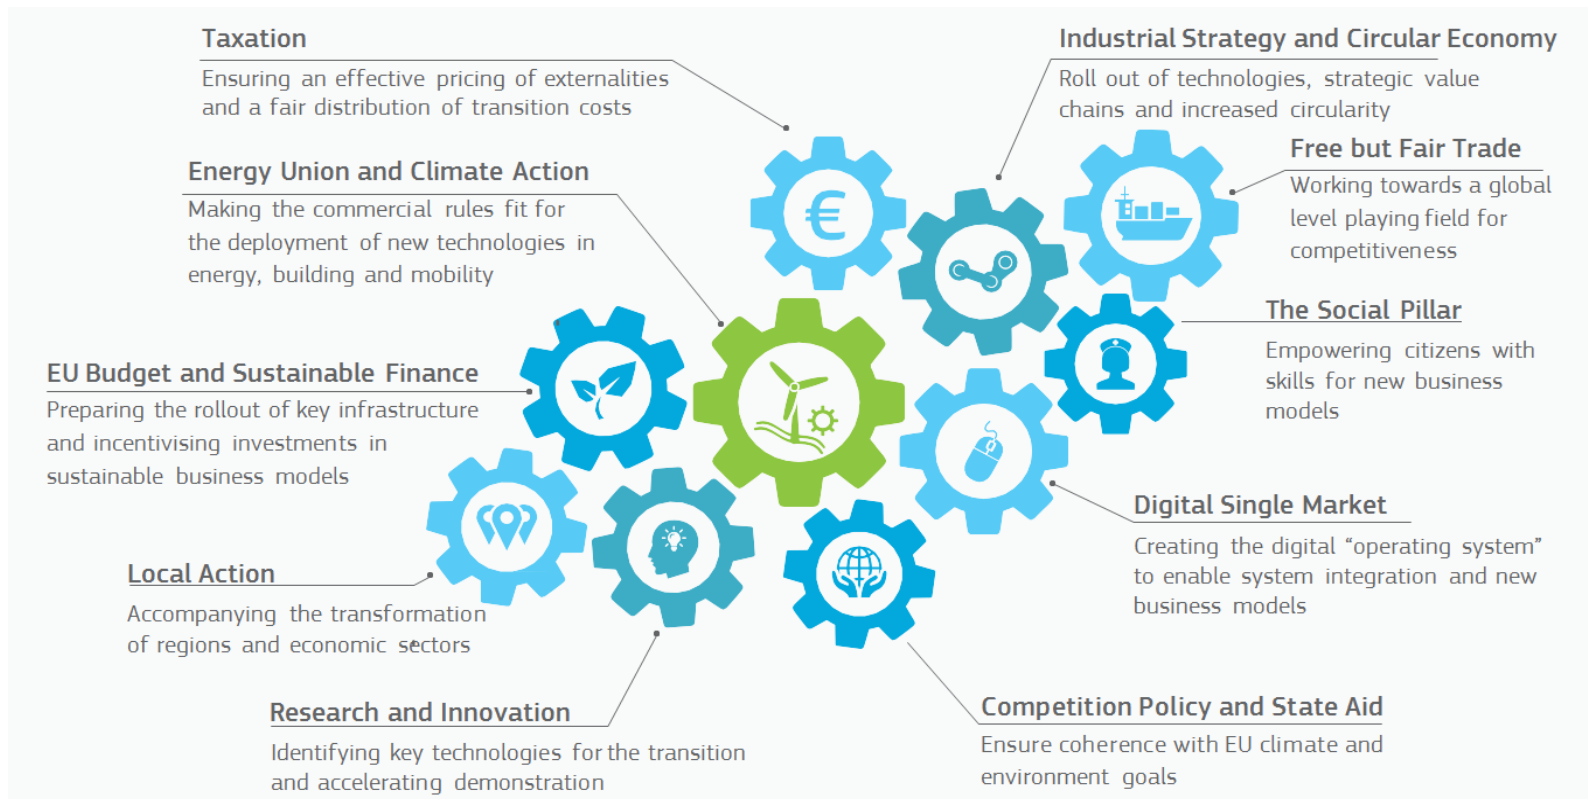 Taxation
Ensuring an effective pricing of externalities
and a fair distribution of transition costs
Industrial Strategy and Circular Economy
Roll out of technologies, strategic value
chains and increased circularity
Free but Fair Trade
Working towards a global
level playing field for
competitiveness
Energy Union and Climate Action
Making the commercial rules fit for
the deployment of new technologies in
energy, building and mobility
€
The Social Pillar
Empowering citizens with
skills for new business
models
EU Budget and Sustainable Finance
Preparing the rollout of key infrastructure
and incentivising investments in
sustainable business models
Digital Single Market
Creating the digital “operating system”
to enable system integration and new
business models
Local Action
Accompanying the transformation
of regions and economic sectors
Research and Innovation
Identifying key technologies for the transition
and accelerating demonstration
Competition Policy and State Aid
Ensure coherence with EU climate and
environment goals